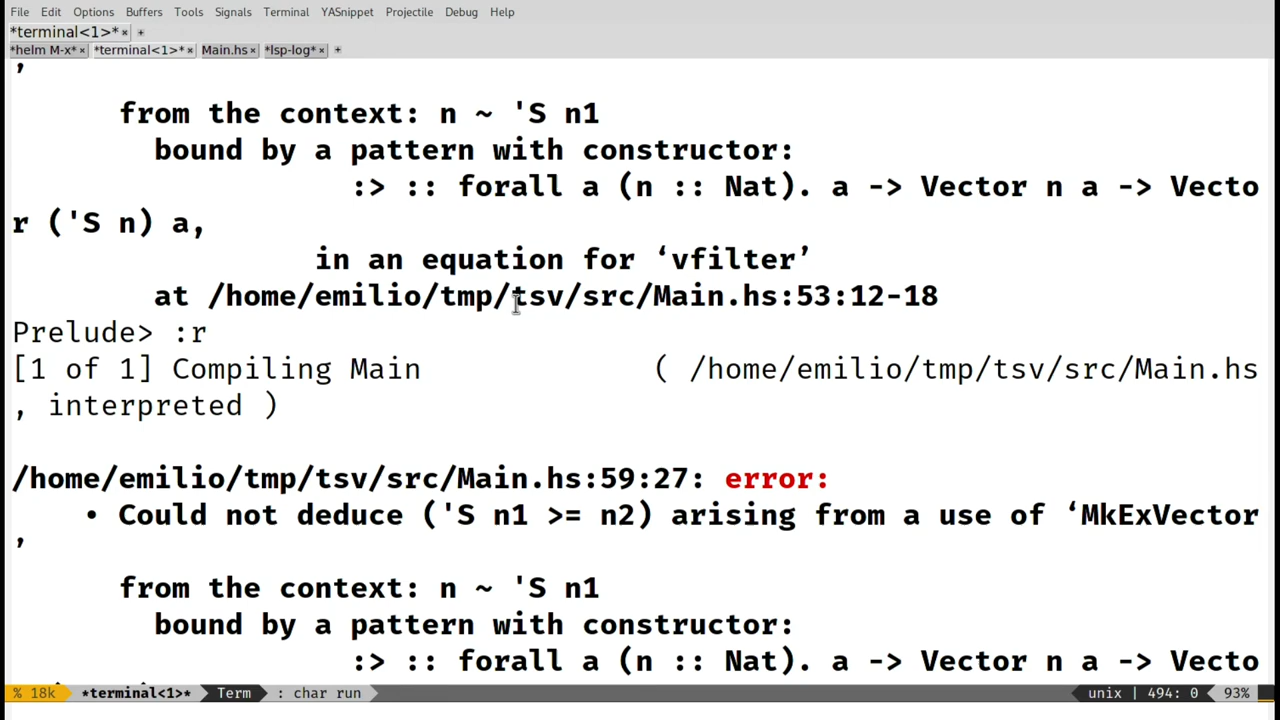 File Edit Options Buffers Tools Signals Terminal YASnippet Projectile Debug Help
*terminal<1>*× +
*helm M-x*× *terminal<1>*× Main.hs× *lsp-log*× +
’
from the context: n ~ 'S n1
bound by a pattern with constructor:
:> :: forall a (n :: Nat). a -> Vector n a -> Vecto
r ('S n) a,
in an equation for ‘vfilter’
at /home/emilio/tmp/tsv/src/Main.hs:53:12-18
Prelude> :r
[1 of 1] Compiling Main ( /home/emilio/tmp/tsv/src/Main.hs
, interpreted )
/home/emilio/tmp/tsv/src/Main.hs:59:27: error:
• Could not deduce ('S n1 >= n2) arising from a use of ‘MkExVector
’
from the context: n ~ 'S n1
bound by a pattern with constructor:
:> :: forall a (n :: Nat). a -> Vector n a -> Vecto
% 18k *terminal<1>* Term : char run unix | 494: 0 93%